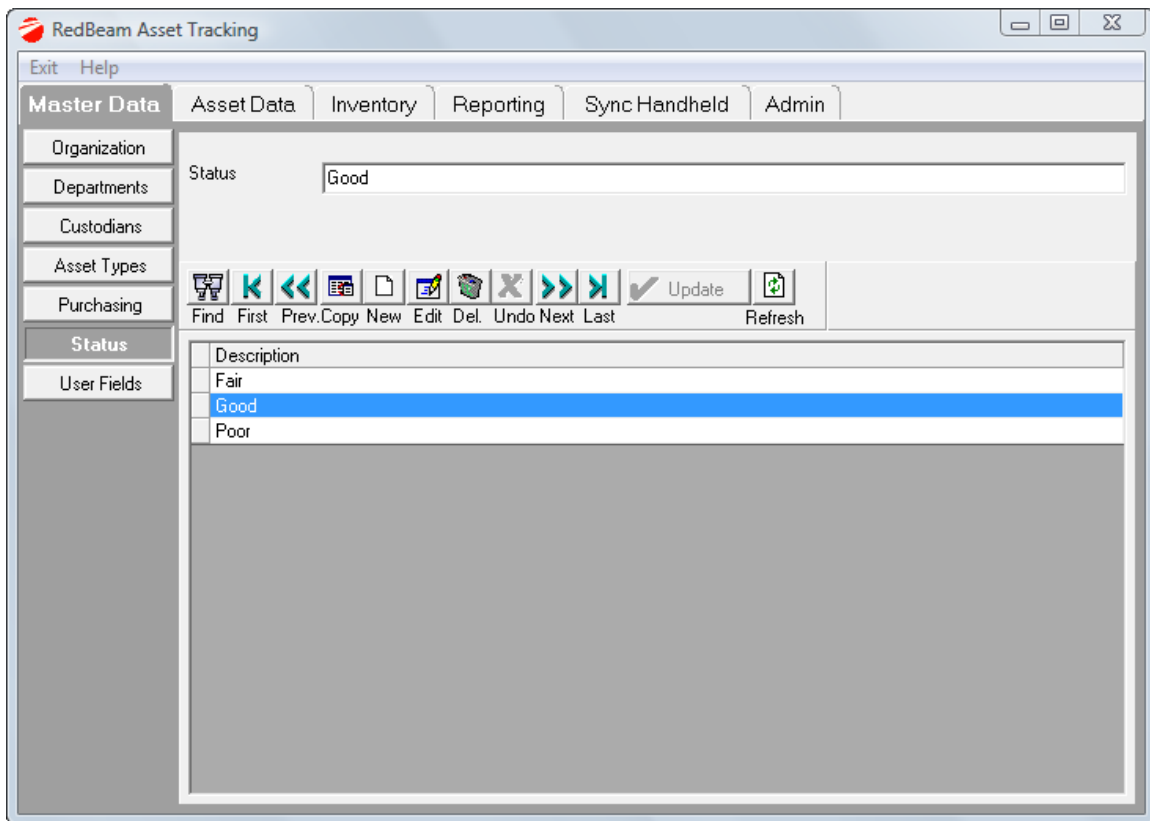 RedBeam Asset Tracking
Exit Help
Master Data Asset Data Inventory Reporting Sync Handheld Admin
Organization
Departments
Custodians
Asset Types
Purchasing
Status
User Fields
Status Good
Update
Find First Prev. Copy New Edit Del. Undo Next Last Refresh
Description
Fair
Good
Poor